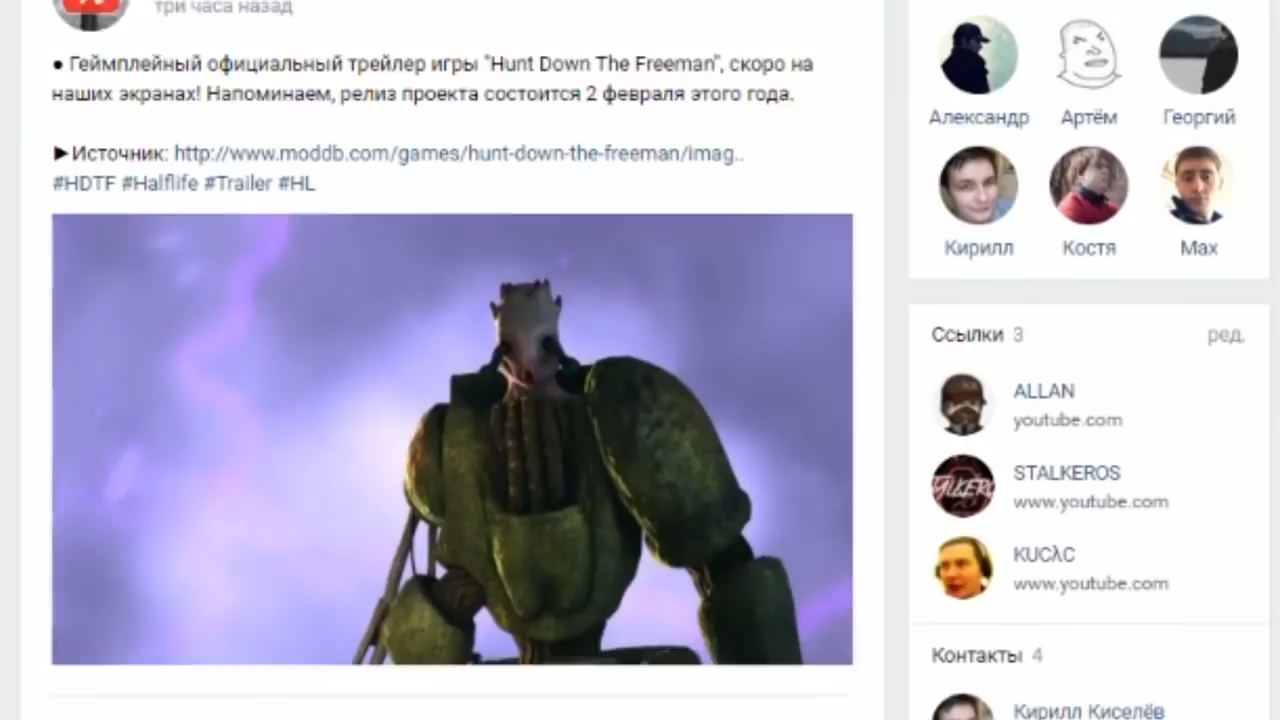 три часа назад
● Геймплейный официальный трейлер игры "Hunt Down The Freeman", скоро на
наших экранах! Напоминаем, релиз проекта состоится 2 февраля этого года.
►Источник: http://www.moddb.com/games/hunt-down-the-freeman/imag..
#HDTF #Halflife #Trailer #HL
Александр
Артём
Георгий
Кирилл
Костя
Max
Ссылки 3
ред.
ALLAN
youtube.com
STALKEROS
www.youtube.com
KUCλC
www.youtube.com
Контакты 4
Кирилл Киселёв